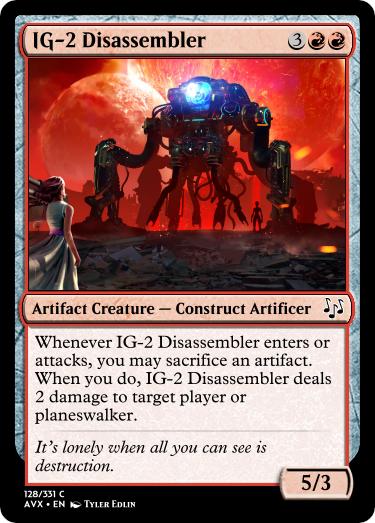 IG-2 Disassembler 3
Artifact Creature — Construct Artificer
Whenever IG-2 Disassembler enters or
attacks, you may sacrifice an artifact.
When you do, IG-2 Disassembler deals
2 damage to target player or
planeswalker.
It's lonely when all you can see is
destruction.
5/3
128/331 C
AVX • EN Tyler Edlin